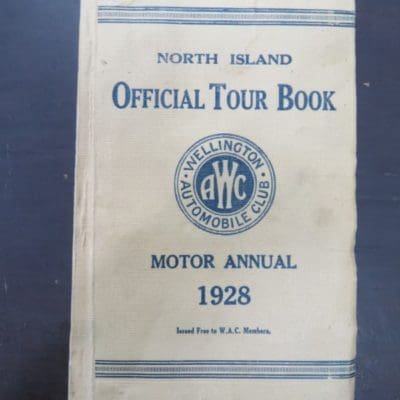 NORTH ISLAND
OFFICIAL TOUR BOOK
WELLINGTON
AWC
AUTOMOBILE CLUB
MOTOR ANNUAL
1928
Issued Free to W.A.C. Members.